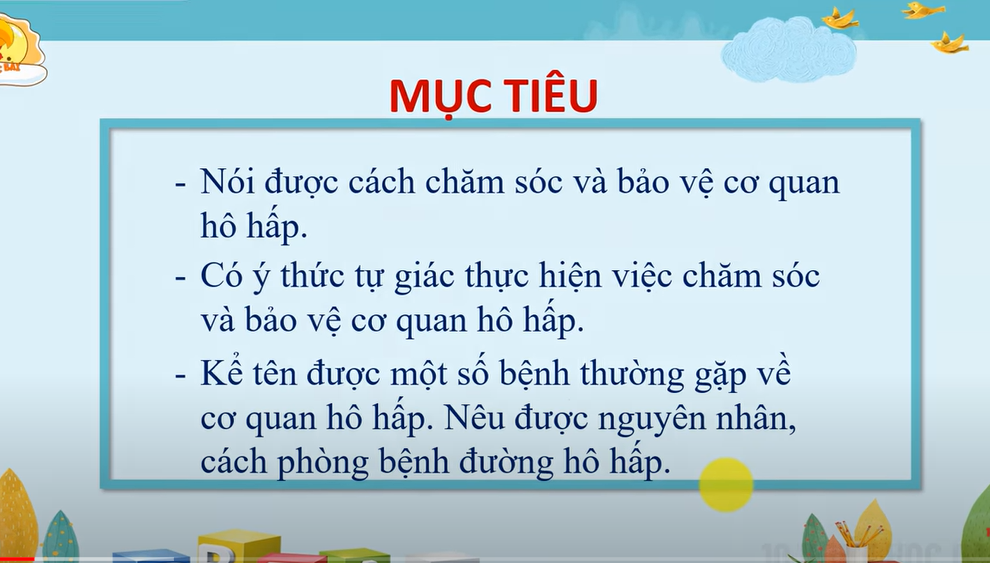 MỤC TIÊU
- Nói được cách chăm sóc và bảo vệ cơ quan
hô hấp.
- Có ý thức tự giác thực hiện việc chăm sóc
và bảo vệ cơ quan hô hấp.
- Kể tên được một số bệnh thường gặp về
cơ quan hô hấp. Nêu được nguyên nhân,
cách phòng bệnh đường hô hấp.